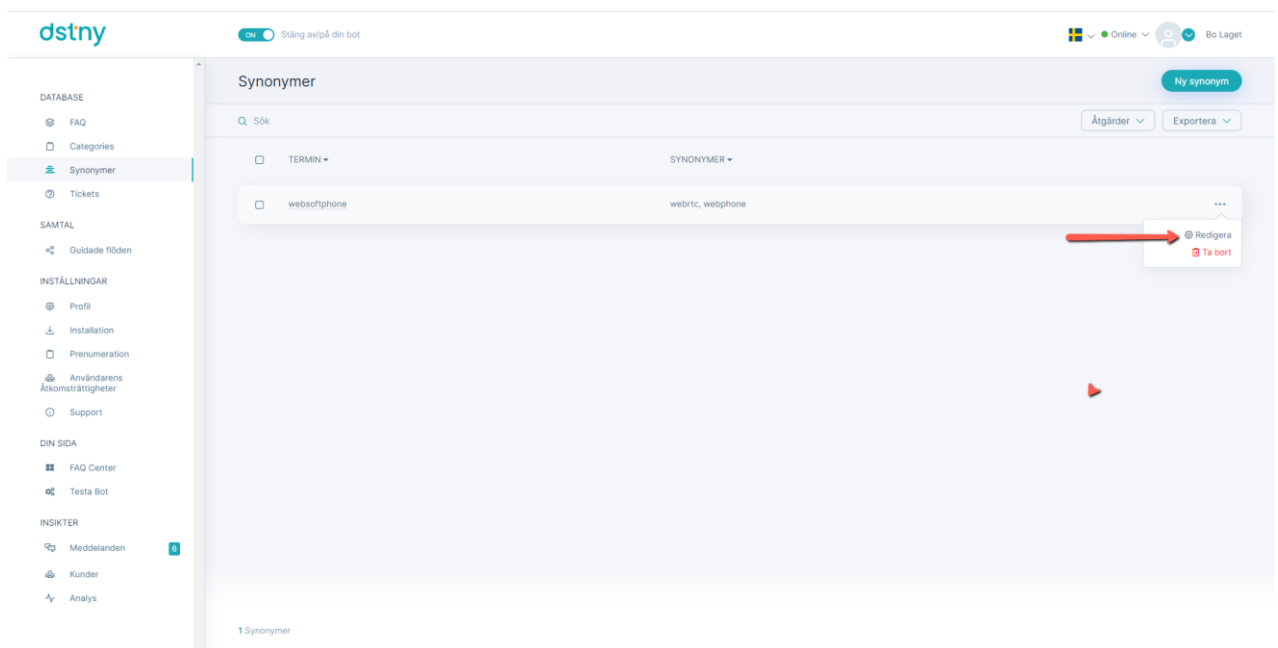 dstny
ON Stäng av/på din bot
Online
Bo Laget
DATABASE
FAQ
Categories
Synonymer
Tickets
SAMTAL
Guidade flöden
INSTÄLLNINGAR
Profil
Installation
Prenumeration
Användarens
Åtkomsträttigheter
Support
DIN SIDA
FAQ Center
Testa Bot
INSIKTER
Meddelanden 6
Kunder
Analys
Synonymer
Ny synonym
Sök
Åtgärder
Exportera
TERMIN SYNONYMER
websoftphone webrtc, webphone
Redigera
Ta bort
1 Synonymer